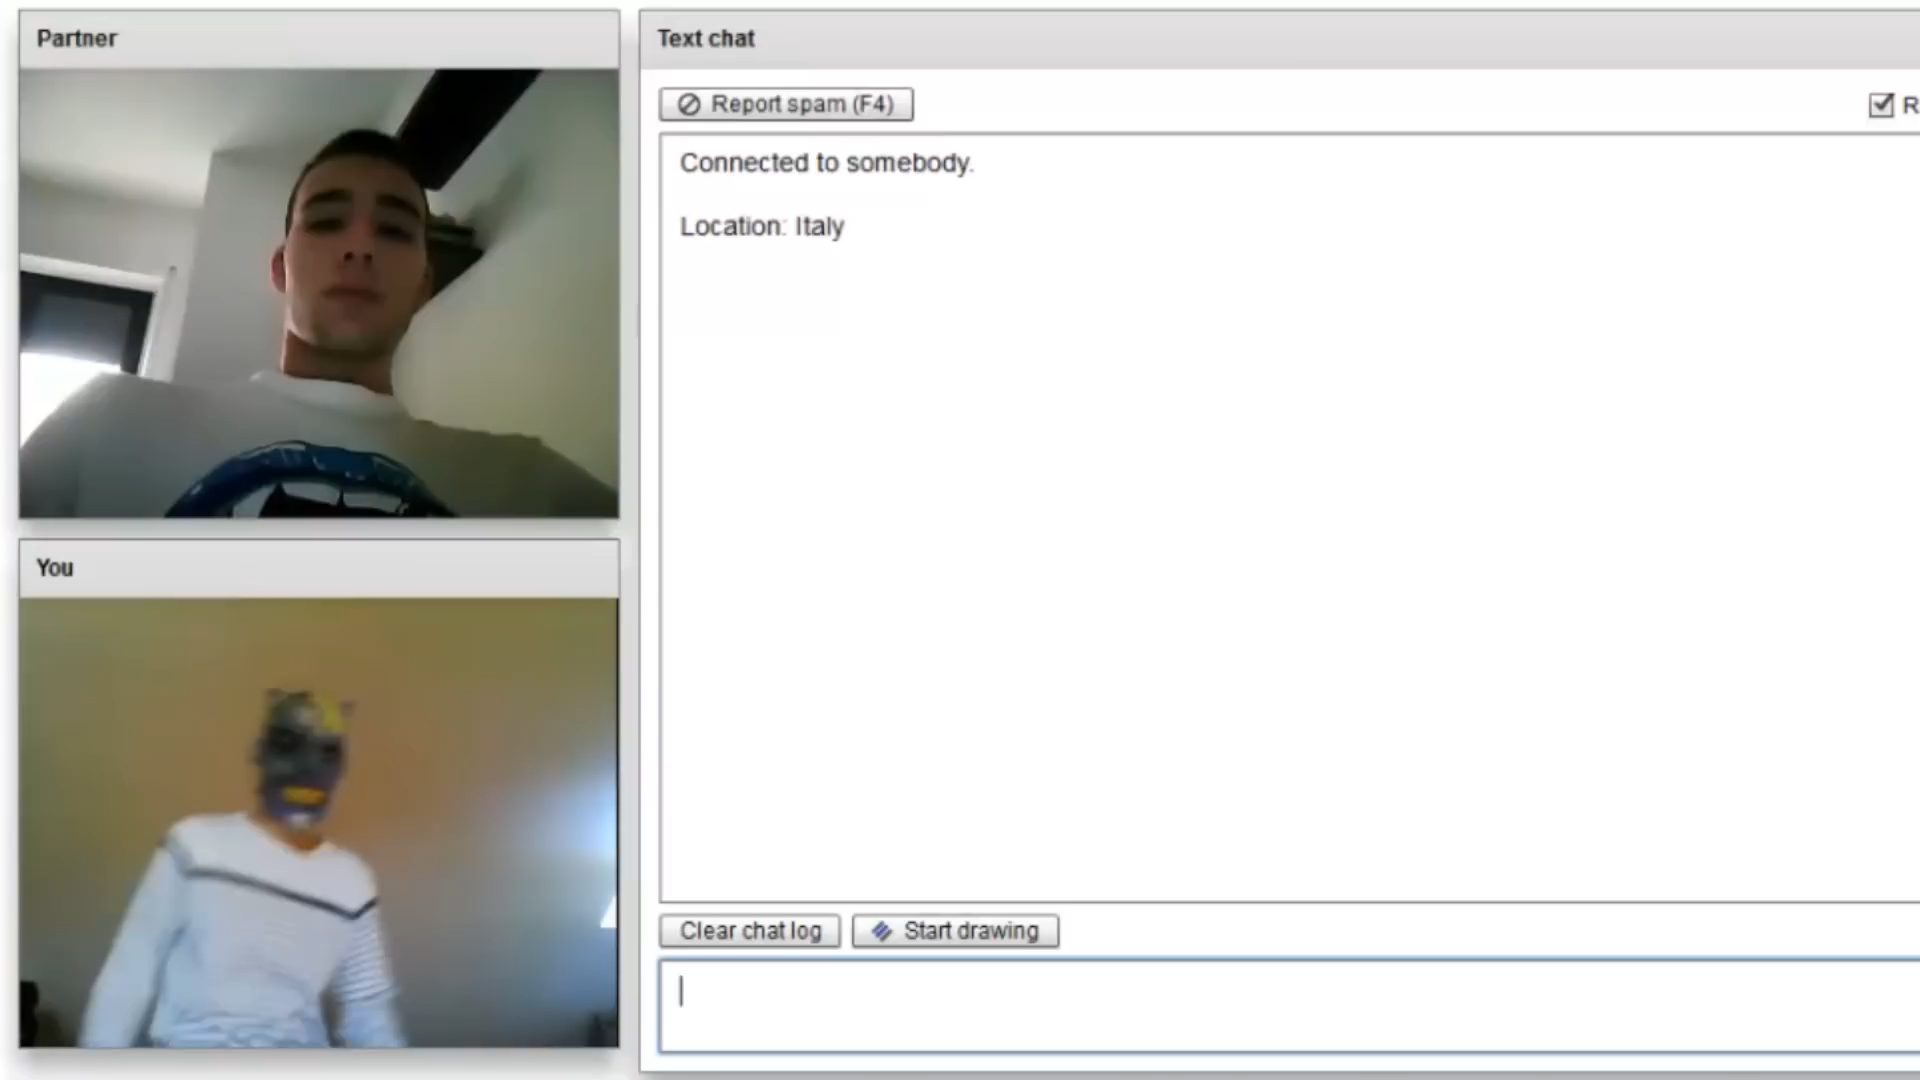 Partner
Text chat
Report spam (F4)
R
Connected to somebody.
Location: Italy
You
Clear chat log
Start drawing